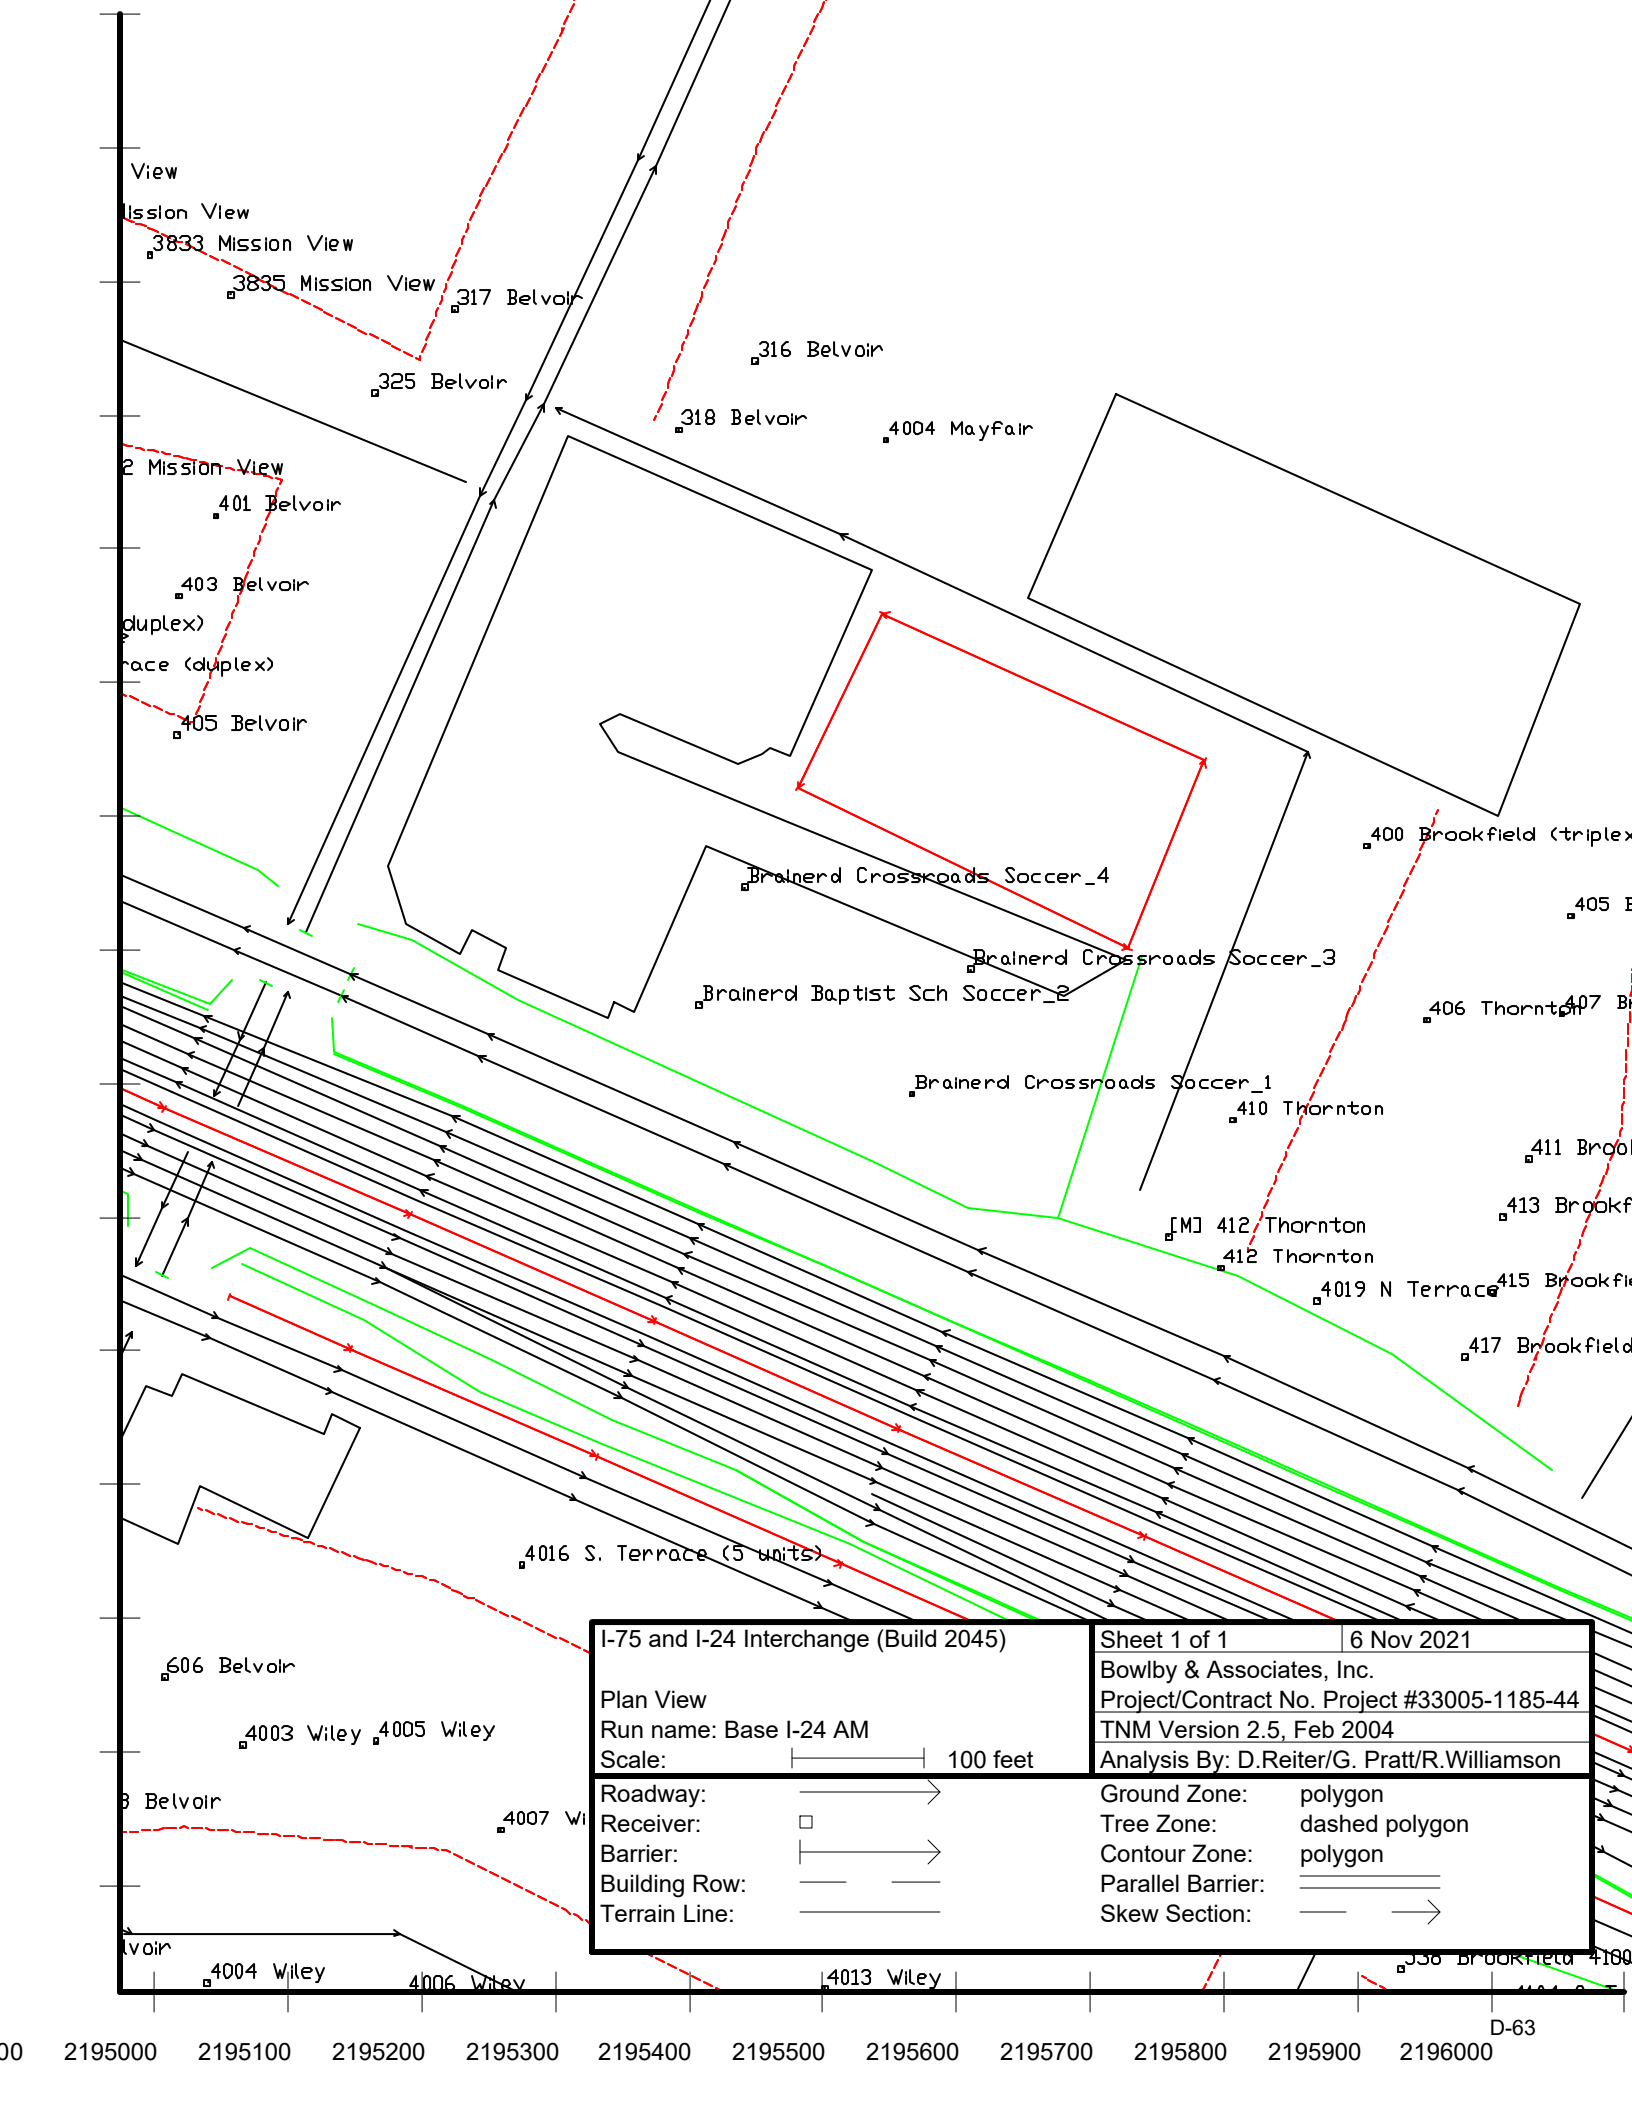 View
ission View
3833 Mission View
3835 Mission View
317 Belvoir
316 Belvoir
325 Belvoir
318 Belvoir
4004 Mayfair
2 Mission View
401 Belvoir
403 Belvoir
duplex)
race (duplex)
405 Belvoir
400 Brookfield (triplex
Brainerd Crossroads Soccer_4
405 B
Brainerd Crossroads Soccer_3
Brainerd Baptist Sch Soccer_2
406 Thornton
407 Br
Brainerd Crossroads Soccer_1
410 Thornton
411 Broo
[M] 412 Thornton
413 Brookf
412 Thornton
4019 N Terrace
415 Brookfie
417 Brookfield
4016 S. Terrace (5 units)
606 Belvoir
4003 Wiley
4005 Wiley
8 Belvoir
4007 Wi
lvoir
4004 Wiley
4006 Wiley
4013 Wiley
538 Brookfield
4100
I-75 and I-24 Interchange (Build 2045)
Plan View
Run name: Base I-24 AM
Scale: 100 feet
Sheet 1 of 1 6 Nov 2021
Bowlby & Associates, Inc.
Project/Contract No. Project #33005-1185-44
TNM Version 2.5, Feb 2004
Analysis By: D.Reiter/G. Pratt/R.Williamson
Roadway:
Receiver:
Barrier:
Building Row:
Terrain Line:
Ground Zone: polygon
Tree Zone: dashed polygon
Contour Zone: polygon
Parallel Barrier:
Skew Section:
D-63
00 2195000 2195100 2195200 2195300 2195400 2195500 2195600 2195700 2195800 2195900 2196000